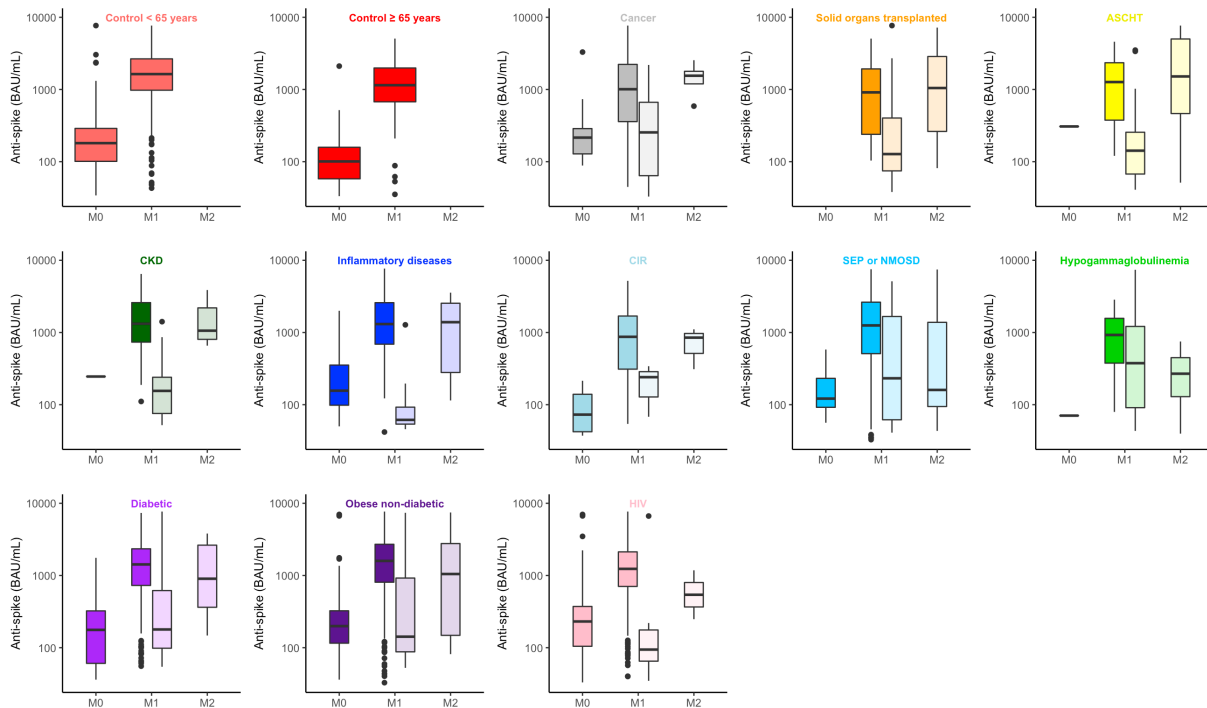 Control < 65 years
Anti-spike (BAU/mL)
10000
1000
100
M0 M1 M2
Control ≥ 65 years
Anti-spike (BAU/mL)
10000
1000
100
M0 M1 M2
Cancer
Anti-spike (BAU/mL)
10000
1000
100
M0 M1 M2
Solid organs transplanted
Anti-spike (BAU/mL)
10000
1000
100
M0 M1 M2
ASCHT
Anti-spike (BAU/mL)
10000
1000
100
M0 M1 M2
CKD
Anti-spike (BAU/mL)
10000
1000
100
M0 M1 M2
Inflammatory diseases
Anti-spike (BAU/mL)
10000
1000
100
M0 M1 M2
CIR
Anti-spike (BAU/mL)
10000
1000
100
M0 M1 M2
SEP or NMOSD
Anti-spike (BAU/mL)
10000
1000
100
M0 M1 M2
Hypogammaglobulinemia
Anti-spike (BAU/mL)
10000
1000
100
M0 M1 M2
Diabetic
Anti-spike (BAU/mL)
10000
1000
100
M0 M1 M2
Obese non-diabetic
Anti-spike (BAU/mL)
10000
1000
100
M0 M1 M2
HIV
Anti-spike (BAU/mL)
10000
1000
100
M0 M1 M2